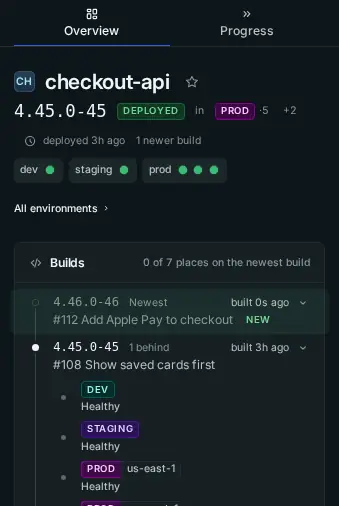 Overview
Progress
CH checkout-api
4.45.0-45 DEPLOYED in PROD ·5 +2
deployed 3h ago 1 newer build
dev staging prod
All environments ›
</> Builds 0 of 7 places on the newest build
4.46.0-46 Newest built 0s ago
#112 Add Apple Pay to checkout NEW
4.45.0-45 1 behind built 3h ago
#108 Show saved cards first
DEV
Healthy
STAGING
Healthy
PROD us-east-1
Healthy